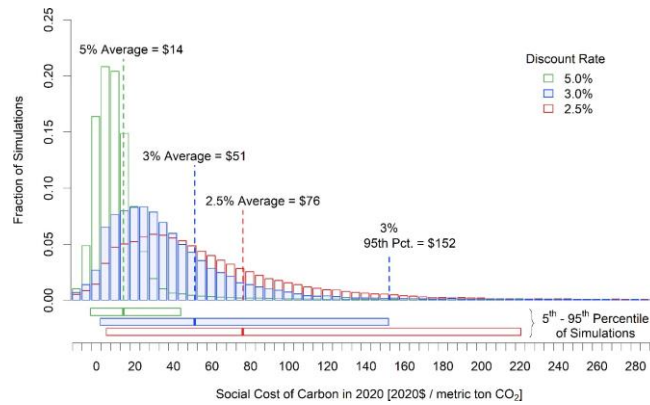 0.25
0.20
0.15
0.10
0.05
0.00
Fraction of Simulations
5% Average = $14
3% Average = $51
2.5% Average = $76
3%
95th Pct. = $152
Discount Rate
5.0%
3.0%
2.5%
5th - 95th Percentile
of Simulations
0 20 40 60 80 100 120 140 160 180 200 220 240 260 280
Social Cost of Carbon in 2020 [2020$ / metric ton CO2]